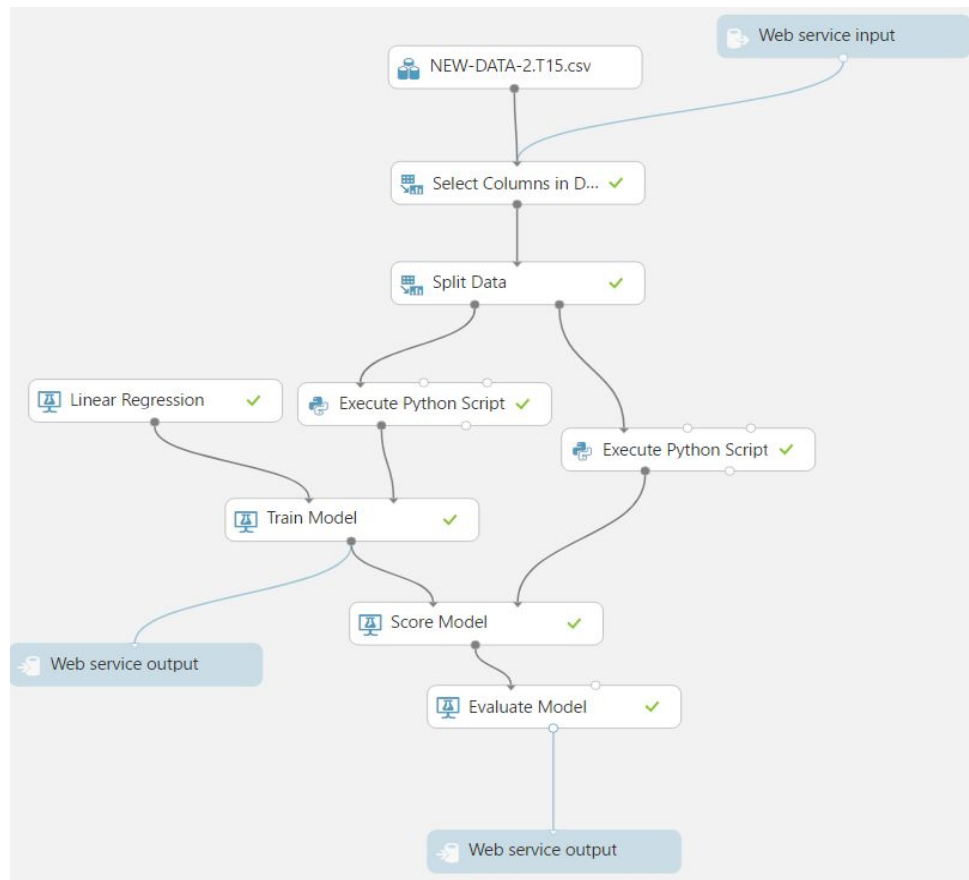 Web service input
NEW-DATA-2.T15.csv
Select Columns in D...
Split Data
Linear Regression
Execute Python Script
Execute Python Script
Train Model
Score Model
Web service output
Evaluate Model
Web service output